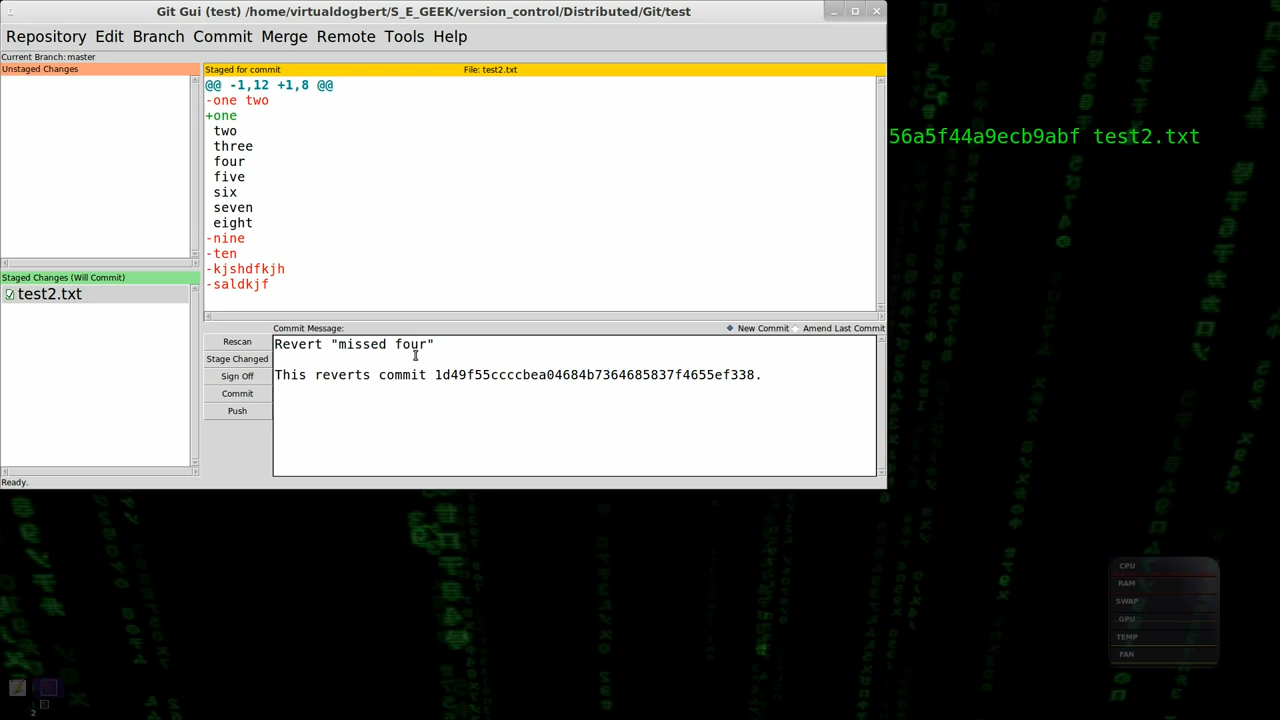 Git Gui (test) /home/virtualdogbert/S_E_GEEK/version_control/Distributed/Git/test
Repository Edit Branch Commit Merge Remote Tools Help
Current Branch: master
Unstaged Changes
Staged for commit File: test2.txt
@@ -1,12 +1,8 @@
-one two
+one
two
three
four
five
six
seven
eight
-nine
-ten
-kjshdfkjh
-saldkjf
56a5f44a9ecb9abf test2.txt
Staged Changes (Will Commit)
test2.txt
Commit Message: New Commit Amend Last Commit
Rescan
Stage Changed
Sign Off
Commit
Push
Revert "missed four"
This reverts commit 1d49f55ccccbea04684b7364685837f4655ef338.
Ready.
CPU
RAM
SWAP
GPU
TEMP
FAN
2